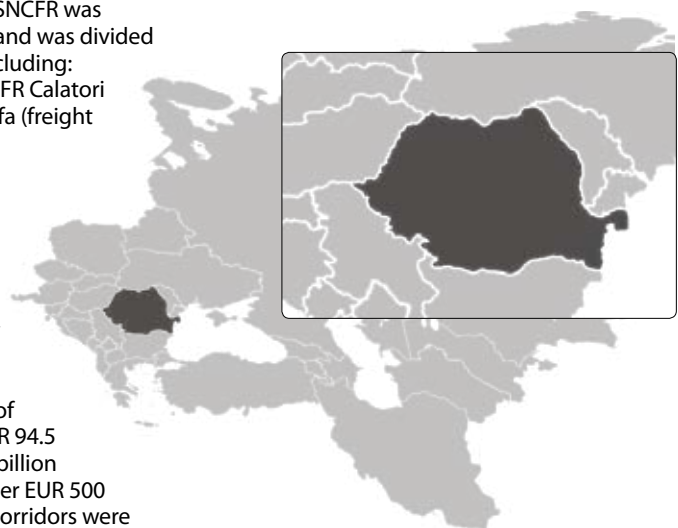 SNCFR was
and was divided
cluding:
FR Calatori
fa (freight
of
R 94.5
billion
er EUR 500
orridors were